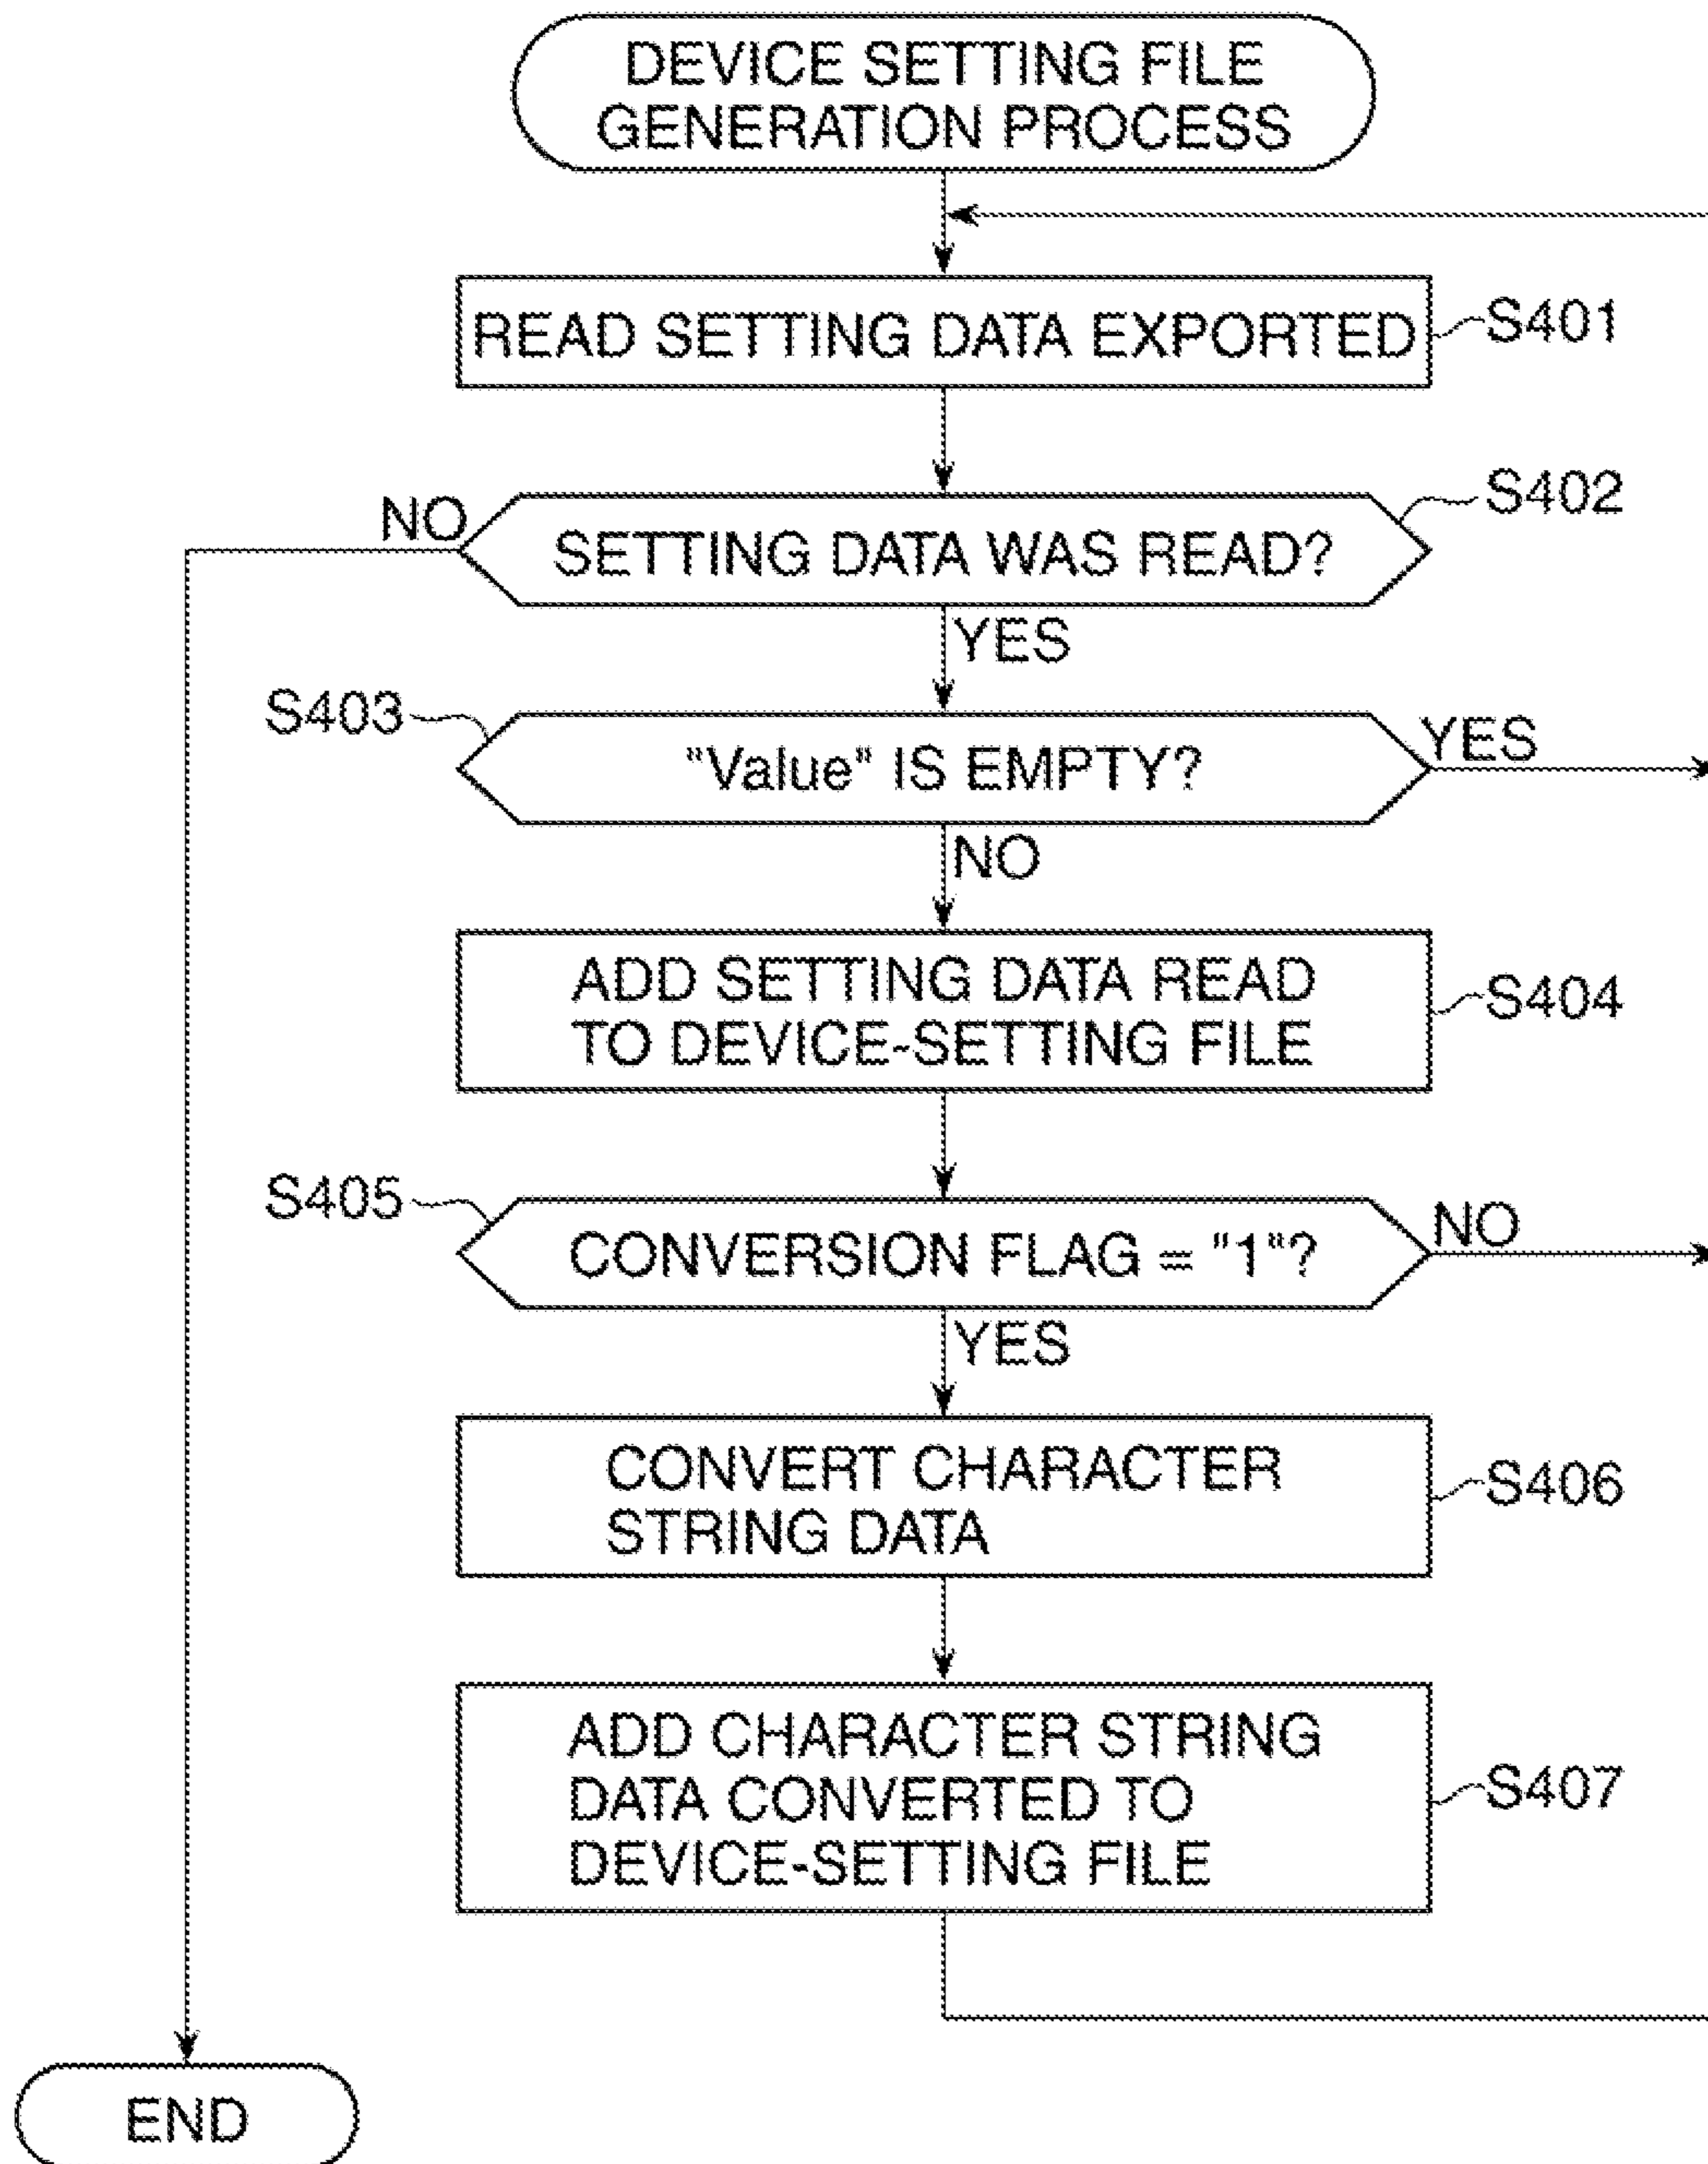 DEVICE SETTING FILE
GENERATION PROCESS
READ SETTING DATA EXPORTED
S401
S402
NO
SETTING DATA WAS READ?
YES
S403
"Value" IS EMPTY?
YES
NO
ADD SETTING DATA READ
TO DEVICE-SETTING FILE
S404
S405
CONVERSION FLAG = "1"?
NO
YES
CONVERT CHARACTER
STRING DATA
S406
ADD CHARACTER STRING
DATA CONVERTED TO
DEVICE-SETTING FILE
S407
END